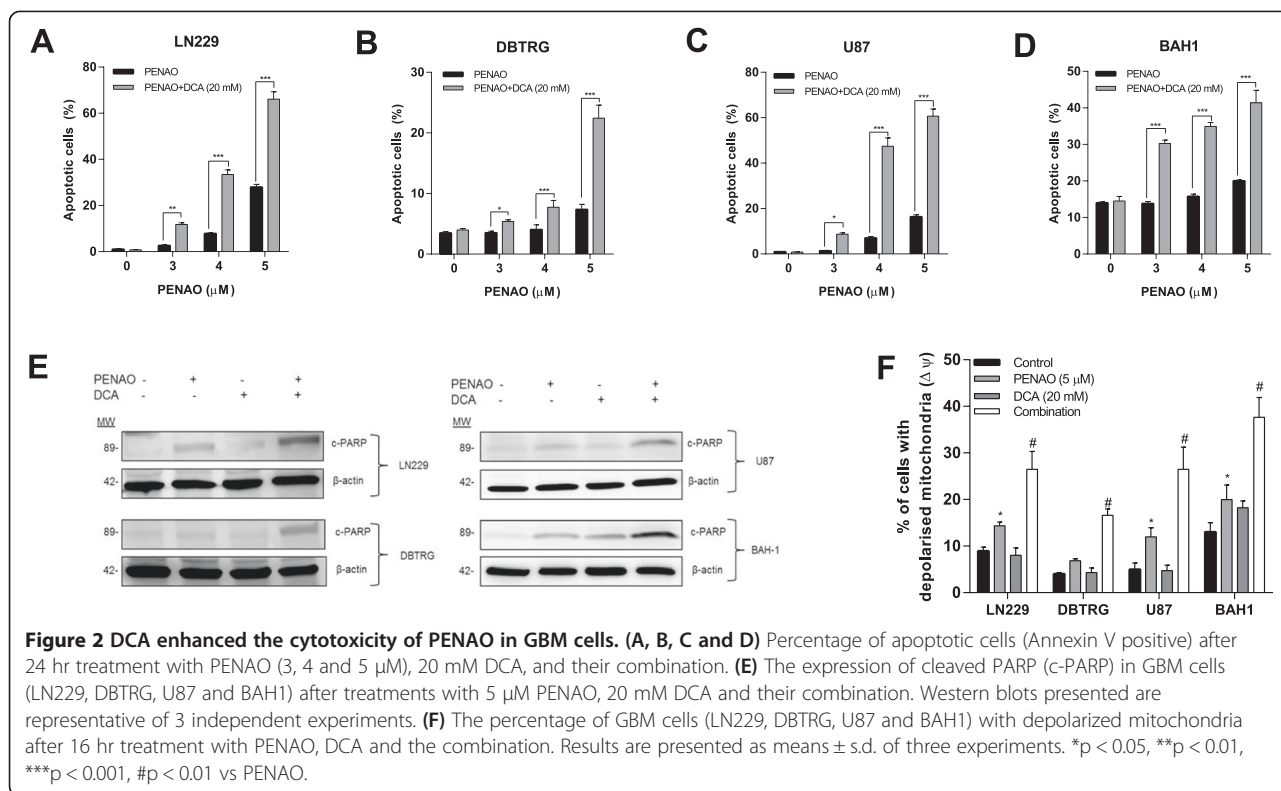 A
LN229
PENAO
PENAO+DCA (20 mM)
Apoptotic cells (%)
80
60
40
20
0
**
***
***
0 3 4 5
PENAO (μM)
B
DBTRG
PENAO
PENAO+DCA (20 mM)
Apoptotic cells (%)
30
20
10
0
*
***
***
0 3 4 5
PENAO (μM)
C
U87
PENAO
PENAO+DCA (20 mM)
Apoptotic cells (%)
80
60
40
20
0
*
***
***
0 3 4 5
PENAO (μM)
D
BAH1
PENAO
PENAO+DCA (20 mM)
Apoptotic cells (%)
50
40
30
20
10
0
***
***
***
0 3 4 5
PENAO (μM)
E
PENAO - + - +
DCA - - + +
MW
89- c-PARP
42- β-actin
LN229
89- c-PARP
42- β-actin
DBTRG
PENAO - + - +
DCA - - + +
MW
89- c-PARP
42- β-actin
U87
89- c-PARP
42- β-actin
BAH-1
F
Control
PENAO (5 μM)
DCA (20 mM)
Combination
% of cells with
depolarised mitochondria (Δ ψ)
50
40
30
20
10
0
* # # * # * #
LN229 DBTRG U87 BAH1
Figure 2 DCA enhanced the cytotoxicity of PENAO in GBM cells. (A, B, C and D) Percentage of apoptotic cells (Annexin V positive) after
24 hr treatment with PENAO (3, 4 and 5 μM), 20 mM DCA, and their combination. (E) The expression of cleaved PARP (c-PARP) in GBM cells
(LN229, DBTRG, U87 and BAH1) after treatments with 5 μM PENAO, 20 mM DCA and their combination. Western blots presented are
representative of 3 independent experiments. (F) The percentage of GBM cells (LN229, DBTRG, U87 and BAH1) with depolarized mitochondria
after 16 hr treatment with PENAO, DCA and the combination. Results are presented as means ± s.d. of three experiments. *p < 0.05, **p < 0.01,
***p < 0.001, #p < 0.01 vs PENAO.